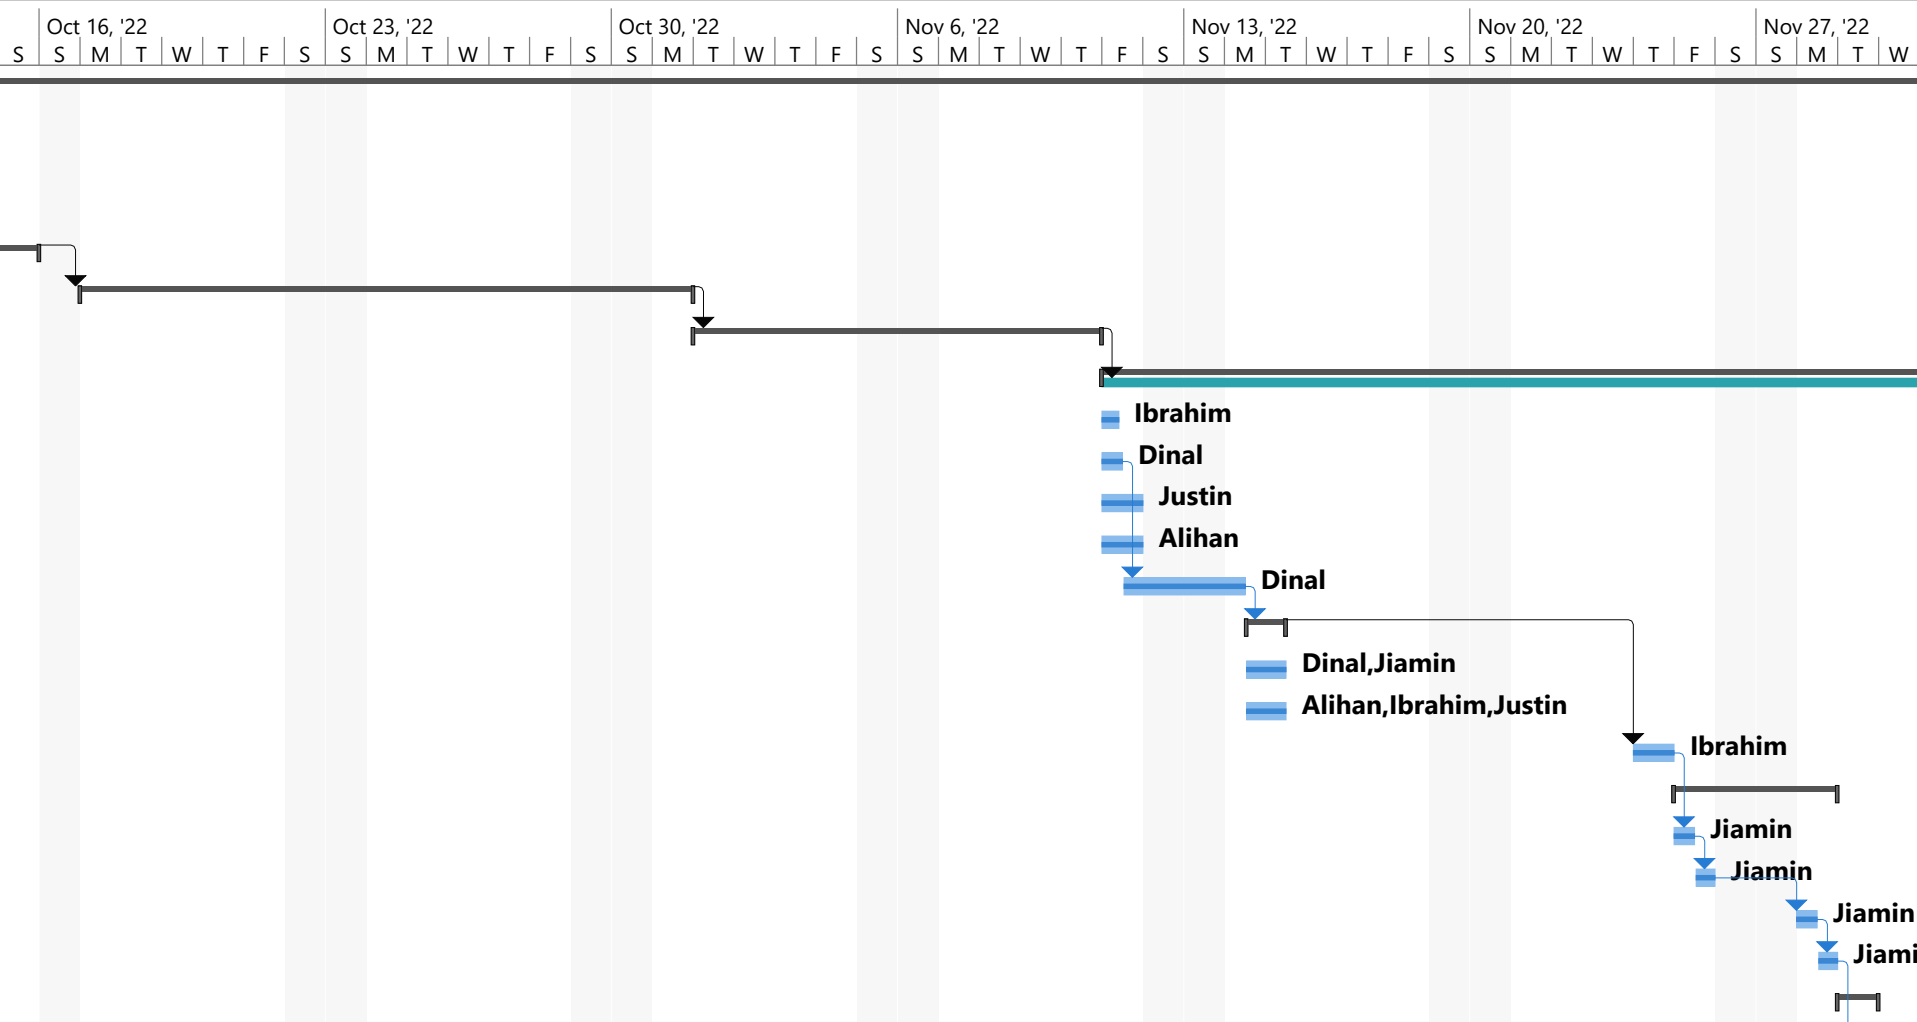 Oct 16, '22 Oct 23, '22 Oct 30, '22 Nov 6, '22 Nov 13, '22 Nov 20, '22 Nov 27, '22
S S M T W T F S S M T W T F S S M T W T F S S M T W T F S S M T W T F S S M T W T F S S M T W
Ibrahim
Dinal
Justin
Alihan
Dinal
Dinal,Jiamin
Alihan,Ibrahim,Justin
Ibrahim
Jiamin
Jiamin
Jiamin
Jiami